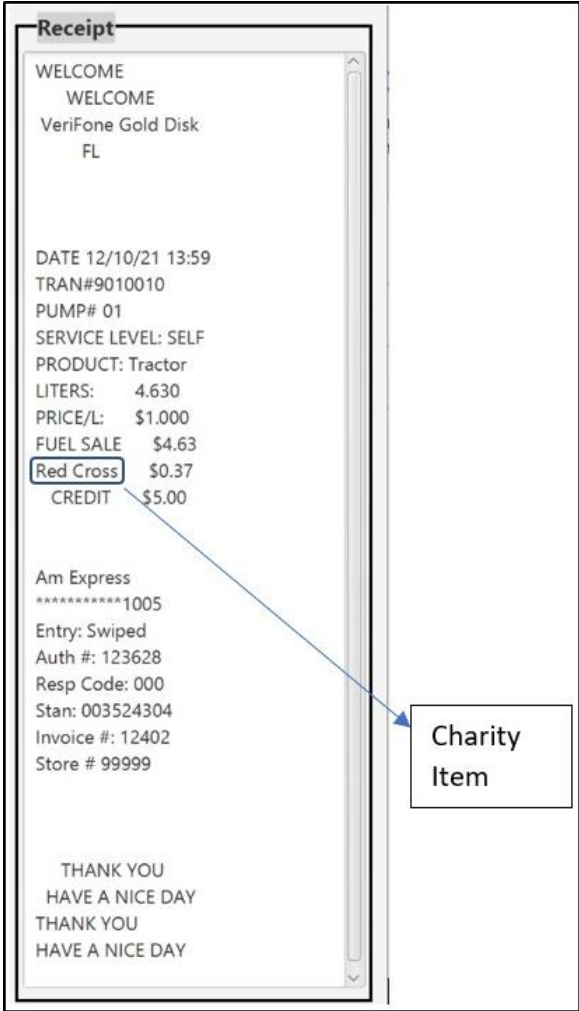 Receipt
WELCOME
WELCOME
VeriFone Gold Disk
FL
DATE 12/10/21 13:59
TRAN#9010010
PUMP# 01
SERVICE LEVEL: SELF
PRODUCT: Tractor
LITERS: 4.630
PRICE/L: $1.000
FUEL SALE $4.63
Red Cross $0.37
CREDIT $5.00
Am Express
***********1005
Entry: Swiped
Auth #: 123628
Resp Code: 000
Stan: 003524304
Invoice #: 12402
Store # 99999
Charity
Item
THANK YOU
HAVE A NICE DAY
THANK YOU
HAVE A NICE DAY